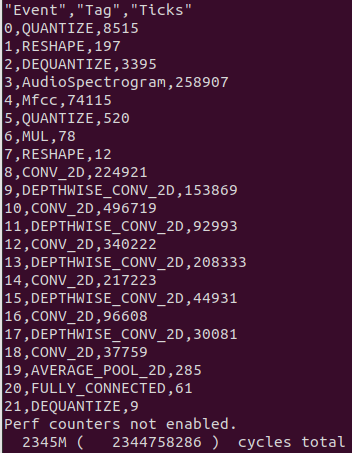 "Event","Tag","Ticks"
0,QUANTIZE,8515
1,RESHAPE,197
2,DEQUANTIZE,3395
3,AudioSpectrogram,258907
4,Mfcc,74115
5,QUANTIZE,520
6,MUL,78
7,RESHAPE,12
8,CONV_2D,224921
9,DEPTHWISE_CONV_2D,153869
10,CONV_2D,496719
11,DEPTHWISE_CONV_2D,92993
12,CONV_2D,340222
13,DEPTHWISE_CONV_2D,208333
14,CONV_2D,217223
15,DEPTHWISE_CONV_2D,44931
16,CONV_2D,96608
17,DEPTHWISE_CONV_2D,30081
18,CONV_2D,37759
19,AVERAGE_POOL_2D,285
20,FULLY_CONNECTED,61
21,DEQUANTIZE,9
Perf counters not enabled.
2345M (   2344758286 )  cycles total